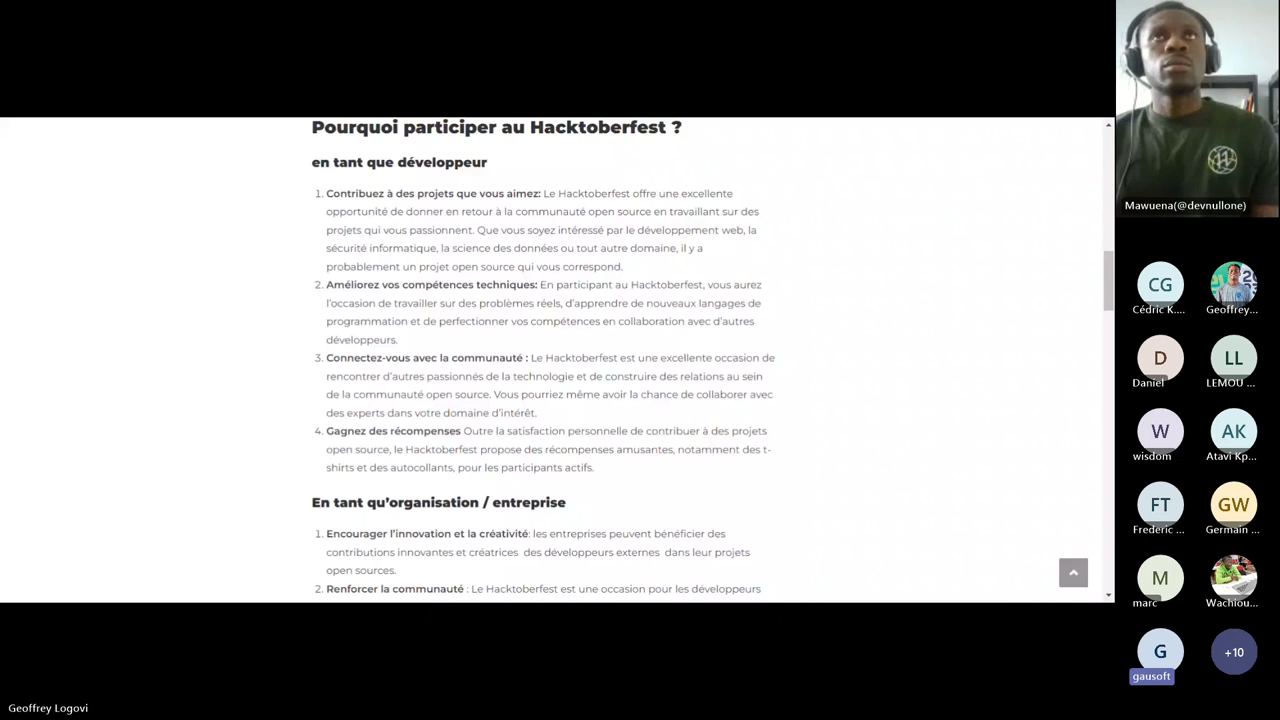 Pourquoi participer au Hacktoberfest ?
en tant que développeur
1. Contribuez à des projets que vous aimez: Le Hacktoberfest offre une excellente
opportunité de donner en retour à la communauté open source en travaillant sur des
projets qui vous passionnent. Que vous soyez intéressé par le développement web, la
sécurité informatique, la science des données ou tout autre domaine, il y a
probablement un projet open source qui vous correspond.
2. Améliorez vos compétences techniques: En participant au Hacktoberfest, vous aurez
l'occasion de travailler sur des problèmes réels, d'apprendre de nouveaux langages de
programmation et de perfectionner vos compétences en collaboration avec d'autres
développeurs.
3. Connectez-vous avec la communauté : Le Hacktoberfest est une excellente occasion de
rencontrer d'autres passionnés de la technologie et de construire des relations au sein
de la communauté open source. Vous pourriez même avoir la chance de collaborer avec
des experts dans votre domaine d'intérêt.
4. Gagnez des récompenses Outre la satisfaction personnelle de contribuer à des projets
open source, le Hacktoberfest propose des récompenses amusantes, notamment des t-
shirts et des autocollants, pour les participants actifs.
En tant qu'organisation / entreprise
1. Encourager l'innovation et la créativité: les entreprises peuvent bénéficier des
contributions innovantes et créatrices des développeurs externes dans leur projets
open sources.
2. Renforcer la communauté : Le Hacktoberfest est une occasion pour les développeurs
Mawuena(@devnullone)
CG
Cédric K....
Geoffrey...
D
Daniel
LL
LEMOU ...
W
wisdom
AK
Atavi Kp...
FT
Frederic ...
GW
Germain ...
M
marc
Wachiou...
G
gausoft
+10
Geoffrey Logovi